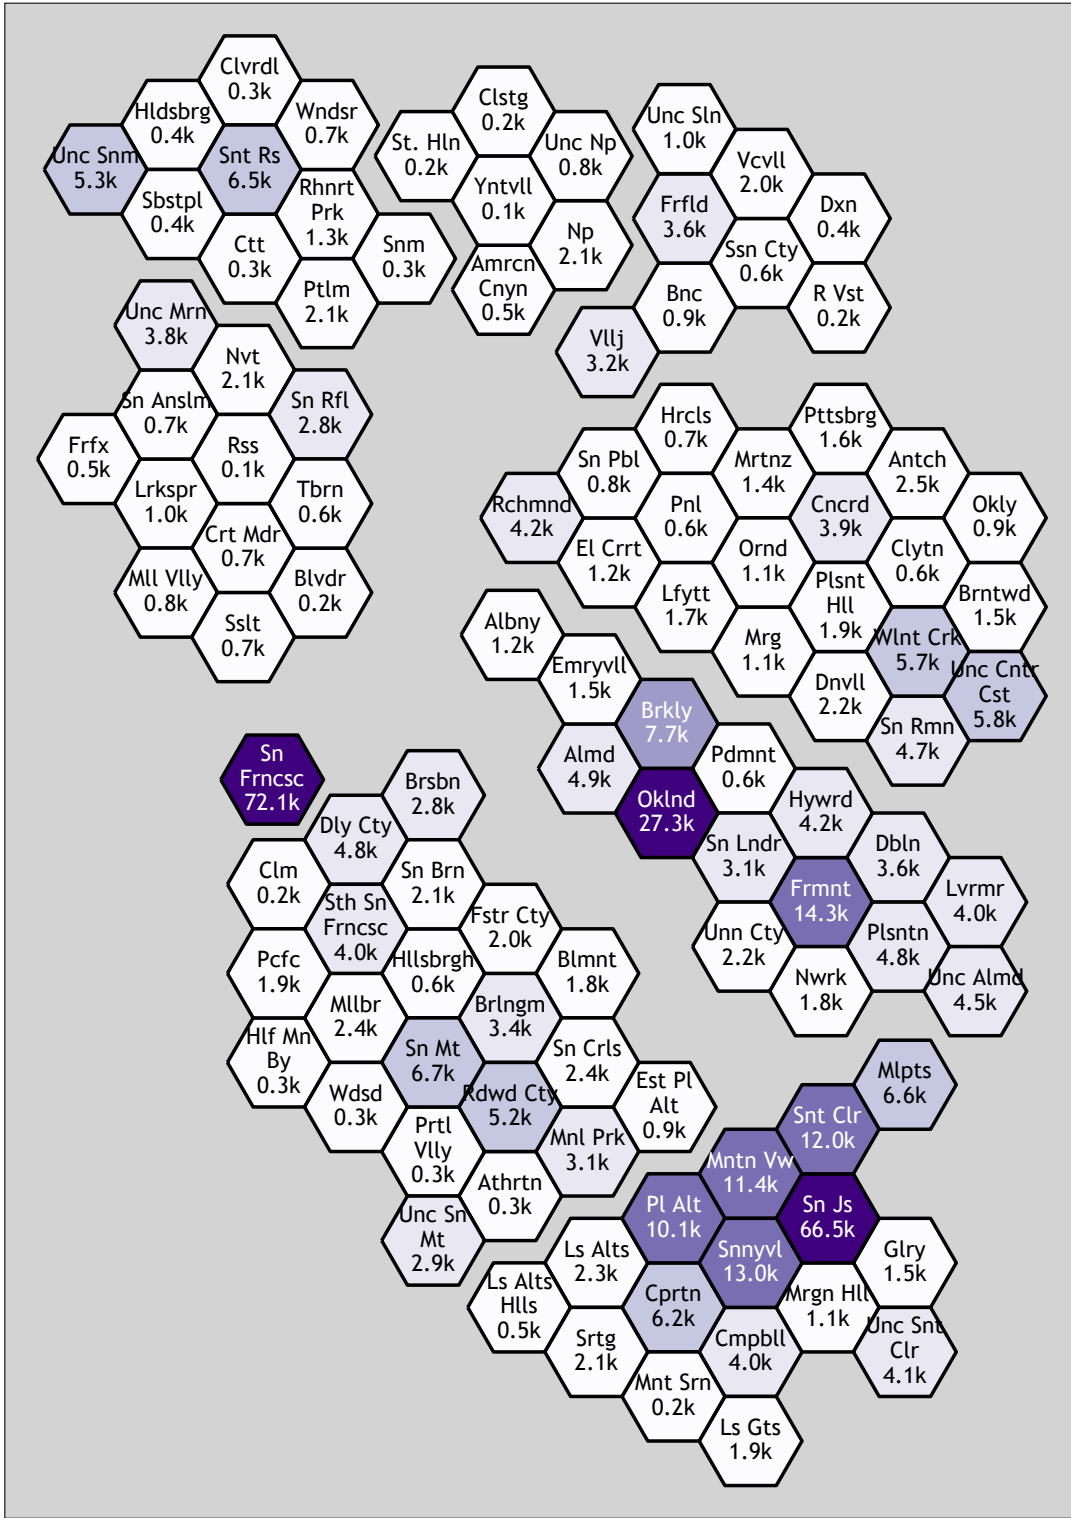 Clvrdl
0.3k
Hldsbrg
0.4k
Wndsr
0.7k
Unc Snm
5.3k
Snt Rs
6.5k
Sbstpl
0.4k
Rhnrt
Prk
1.3k
Ctt
0.3k
Snm
0.3k
Ptlm
2.1k
Clstg
0.2k
St. Hln
0.2k
Unc Np
0.8k
Yntvll
0.1k
Np
2.1k
Amrcn
Cnyn
0.5k
Unc Sln
1.0k
Vcvll
2.0k
Frfld
3.6k
Dxn
0.4k
Ssn Cty
0.6k
Bnc
0.9k
R Vst
0.2k
Vllj
3.2k
Unc Mrn
3.8k
Nvt
2.1k
Sn Anslm
0.7k
Sn Rfl
2.8k
Frfx
0.5k
Rss
0.1k
Lrkspr
1.0k
Tbrn
0.6k
Crt Mdr
0.7k
Mll Vlly
0.8k
Blvdr
0.2k
Sslt
0.7k
Hrcls
0.7k
Pttsbrg
1.6k
Sn Pbl
0.8k
Mrtnz
1.4k
Antch
2.5k
Rchmnd
4.2k
Pnl
0.6k
Cncrd
3.9k
Okly
0.9k
El Crrt
1.2k
Ornd
1.1k
Clytn
0.6k
Lfytt
1.7k
Plsnt
Hll
1.9k
Brntwd
1.5k
Mrg
1.1k
Wlnt Crk
5.7k
Dnvll
2.2k
Unc Cntr
Cst
5.8k
Sn Rmn
4.7k
Albny
1.2k
Emryvll
1.5k
Brkly
7.7k
Almd
4.9k
Pdmnt
0.6k
Oklnd
27.3k
Hywrd
4.2k
Sn Lndr
3.1k
Dbln
3.6k
Frmnt
14.3k
Lvrmr
4.0k
Unn Cty
2.2k
Plsntn
4.8k
Nwrk
1.8k
Unc Almd
4.5k
Sn
Frncsc
72.1k
Brsbn
2.8k
Dly Cty
4.8k
Clm
0.2k
Sn Brn
2.1k
Sth Sn
Frncsc
4.0k
Fstr Cty
2.0k
Pcfc
1.9k
Hllsbrgh
0.6k
Blmnt
1.8k
Mllbr
2.4k
Brlngm
3.4k
Hlf Mn
By
0.3k
Sn Mt
6.7k
Sn Crls
2.4k
Wdsd
0.3k
Rdwd Cty
5.2k
Est Pl
Alt
0.9k
Prtl
Vlly
0.3k
Mnl Prk
3.1k
Athrtn
0.3k
Unc Sn
Mt
2.9k
Mlpts
6.6k
Snt Clr
12.0k
Mntn Vw
11.4k
Pl Alt
10.1k
Sn Js
66.5k
Ls Alts
2.3k
Snnyvl
13.0k
Glry
1.5k
Ls Alts
Hlls
0.5k
Cprtn
6.2k
Mrgn Hll
1.1k
Srtg
2.1k
Cmpbll
4.0k
Unc Snt
Clr
4.1k
Mnt Srn
0.2k
Ls Gts
1.9k